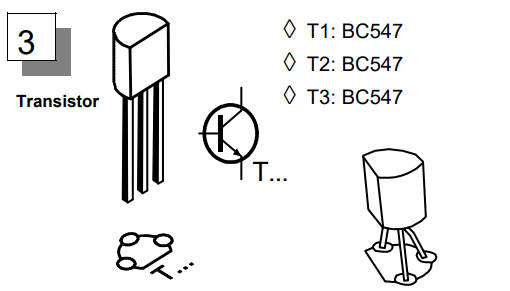 3
Transistor
◊ T1: BC547
◊ T2: BC547
◊ T3: BC547
T...
T...